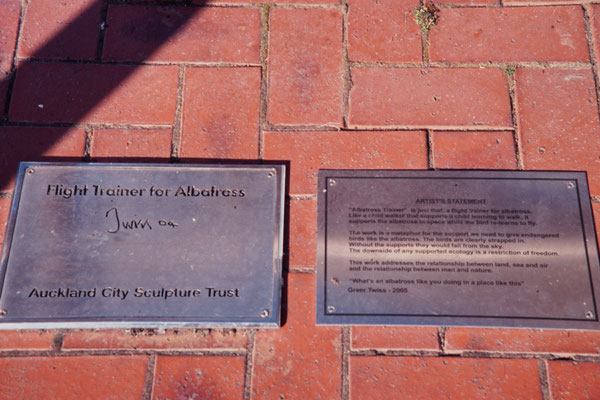 Flight Trainer for Albatross
Twiss 04
Auckland City Sculpture Trust
ARTIST'S STATEMENT
"Albatross Trainer" is just that, a flight trainer for albatross.
Like a child walker that supports a child learning to walk, it
supports the albatross in space while the bird re-learns to fly.
The work is a metaphor for the support we need to give endangered
birds like the albatross. The birds are clearly strapped in.
Without the supports they would fall from the sky.
The downside of any supported ecology is a restriction of freedom.
This work addresses the relationship between land, sea and air
and the relationship between man and nature.
"What's an albatross like you doing in a place like this"
Greer Twiss - 2005